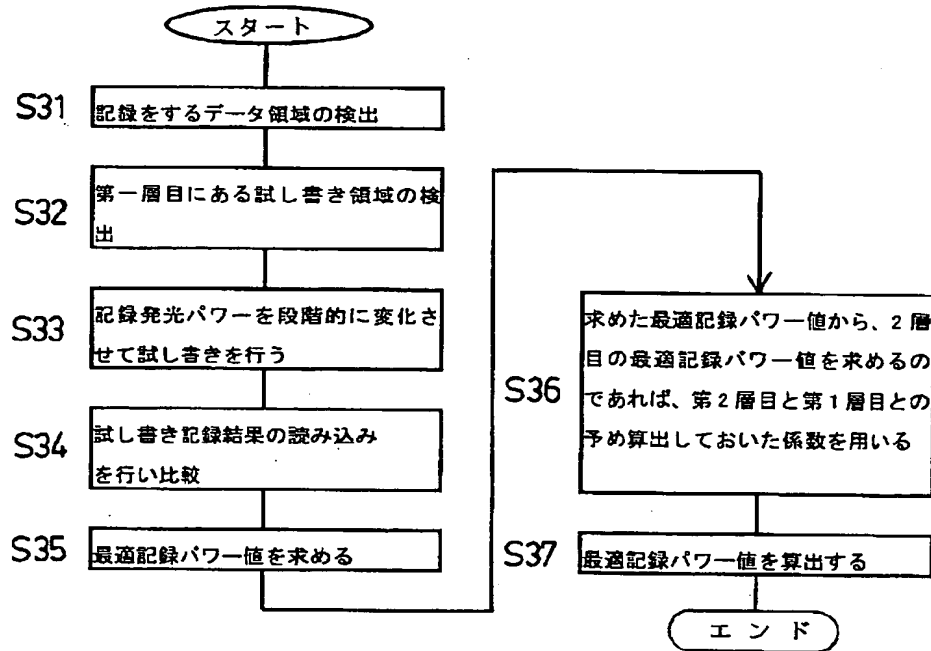 スタート
S31
記録をするデータ領域の検出
S32
第一層目にある試し書き領域の検
出
S33
記録発光パワーを段階的に変化さ
せて試し書きを行う
S34
試し書き記録結果の読み込み
を行い比較
S35
最適記録パワー値を求める
S36
求めた最適記録パワー値から、2層
目の最適記録パワー値を求めるの
であれば、第2層目と第1層目との
予め算出しておいた係数を用いる
S37
最適記録パワー値を算出する
エンド